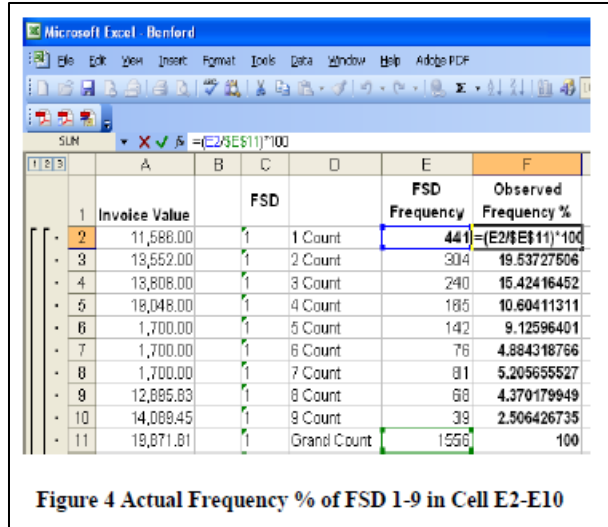 Microsoft Excel - Benford
File Edit View Insert Format Tools Data Window Help Adobe PDF
SUM =(E2/$E$11)*100
1 2 3 A B C D E F
1 Invoice Value FSD FSD Frequency Observed Frequency %
2 11,586.00 1 1 Count 441 =(E2/$E$11)*100
3 13,552.00 1 2 Count 304 19.53727506
4 13,808.00 1 3 Count 240 15.42416452
5 18,048.00 1 4 Count 165 10.60411311
6 1,700.00 1 5 Count 142 9.12596401
7 1,700.00 1 6 Count 76 4.884318766
8 1,700.00 1 7 Count 81 5.205655527
9 12,895.83 1 8 Count 68 4.370179949
10 14,089.45 1 9 Count 39 2.506426735
11 19,871.81 1 Grand Count 1556 100
Figure 4 Actual Frequency % of FSD 1-9 in Cell E2-E10